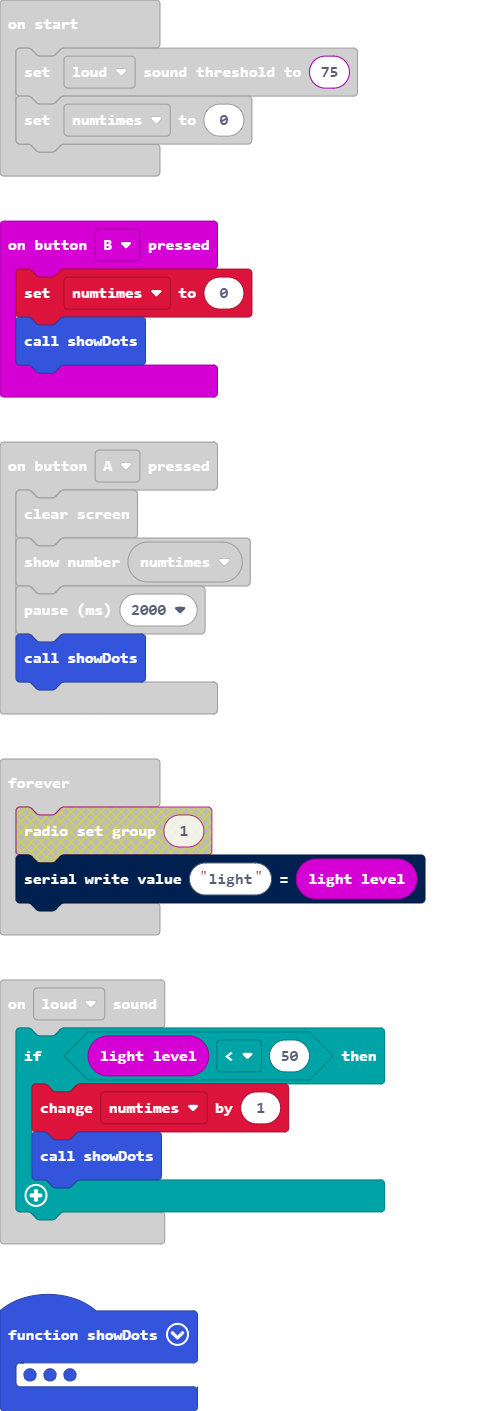 on start
set loud sound threshold to 75
set numtimes to 0
on button B pressed
set numtimes to 0
call showDots
on button A pressed
clear screen
show number numtimes
pause (ms) 2000
call showDots
forever
radio set group 1
serial write value "light" = light level
on loud sound
if light level < 50 then
change numtimes by 1
call showDots
function showDots